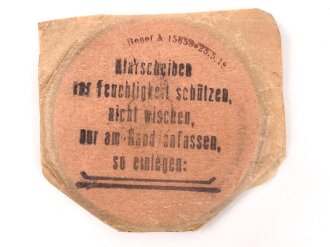 Klarscheiben
vor feuchtigkeit schützen,
nicht wischen,
nur am Rand anfassen,
so einlegen: